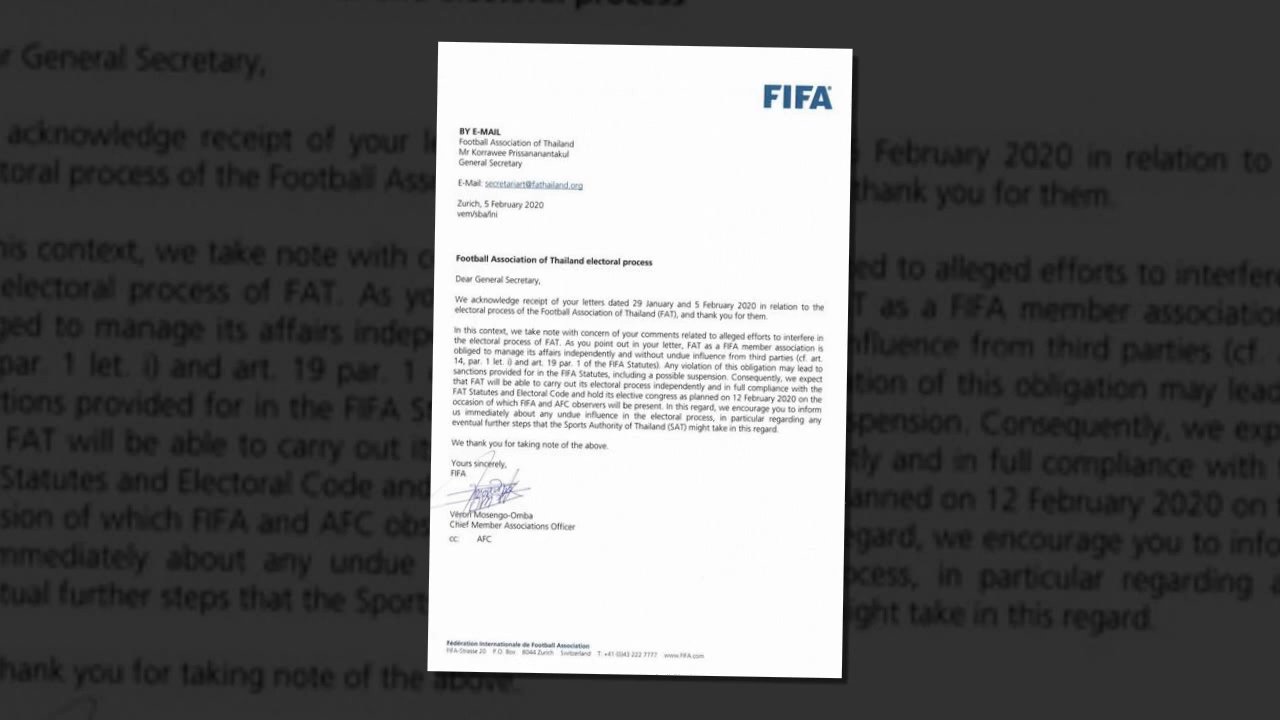 FIFA
BY E-MAIL
Football Association of Thailand
Mr Korrawee Prissananantakul
General Secretary
E-Mail: secretariart@fathailand.org
Zurich, 5 February 2020
vem/sba/lni
Football Association of Thailand electoral process
Dear General Secretary,
We acknowledge receipt of your letters dated 29 January and 5 February 2020 in relation to the
electoral process of the Football Association of Thailand (FAT), and thank you for them.
In this context, we take note with concern of your comments related to alleged efforts to interfere in
the electoral process of FAT. As you point out in your letter, FAT as a FIFA member association is
obliged to manage its affairs independently and without undue influence from third parties (cf. art.
14, par. 1 let. i) and art. 19 par. 1 of the FIFA Statutes). Any violation of this obligation may lead to
sanctions provided for in the FIFA Statutes, including a possible suspension. Consequently, we expect
that FAT will be able to carry out its electoral process independently and in full compliance with the
FAT Statutes and Electoral Code and hold its elective congress as planned on 12 February 2020 on the
occasion of which FIFA and AFC observers will be present. In this regard, we encourage you to inform
us immediately about any undue influence in the electoral process, in particular regarding any
eventual further steps that the Sports Authority of Thailand (SAT) might take in this regard.
We thank you for taking note of the above.
Yours sincerely,
FIFA
Veron Mosengo-Omba
Chief Member Associations Officer
cc: AFC
Fédération Internationale de Football Association
FIFA-Strasse 20 P.O. Box 8044 Zurich Switzerland T: +41-(0)43 222 7777 www.FIFA.com